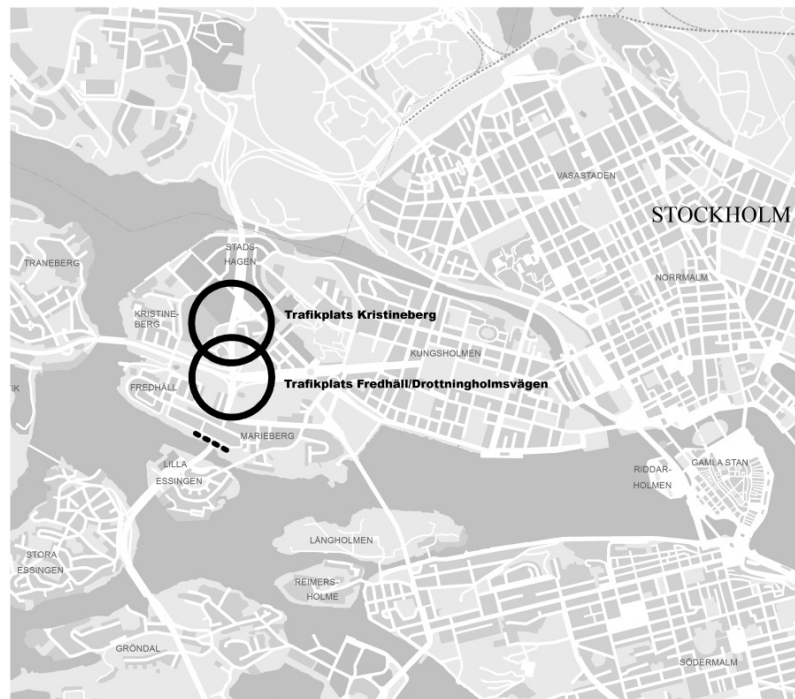 VASASTADEN
STOCKHOLM
STADS-
HAGEN
TRANEBERG
NORRMALM
KRISTINE-
BERG
Trafikplats Kristineberg
KUNGSHOLMEN
FREDHÄLL
Trafikplats Fredhäll/Drottningholmsvägen
IK
MARIEBERG
LILLA
ESSINGEN
RIDDAR-
HOLMEN
GAMLA STAN
LÅNGHOLMEN
STORA
ESSINGEN
REIMERS-
HOLME
GRÖNDAL
SÖDERMALM